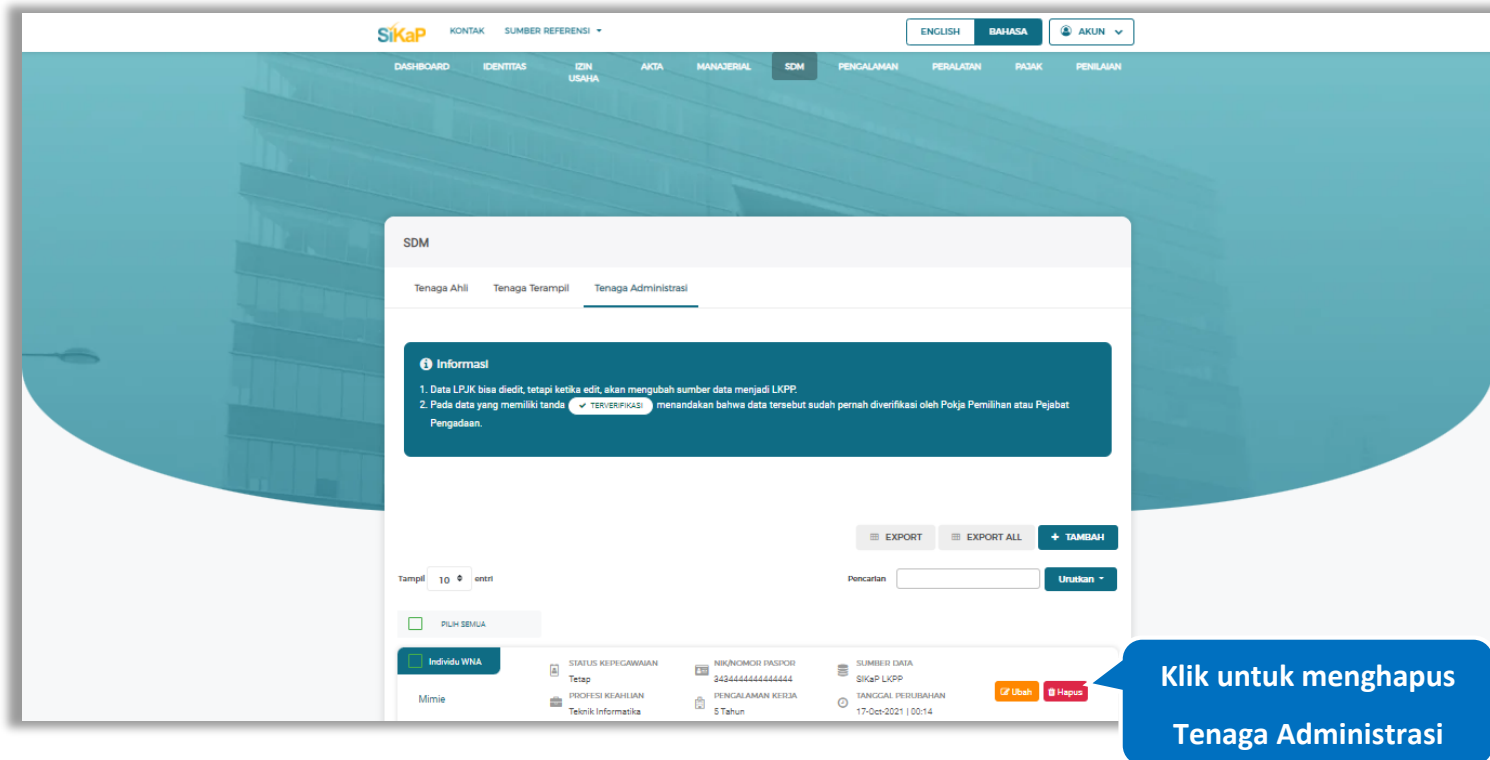 SiKaP KONTAK SUMBER REFERENSI ENGLISH BAHASA AKUN
DASHBOARD IDENTITAS IZIN USAHA AKTA MANAJERIAL SDM PENGALAMAN PERALATAN PAJAK PENILAIAN
SDM
Tenaga Ahli Tenaga Terampil Tenaga Administrasi
Informasi
1. Data LPJK bisa diedit, tetapi ketika edit, akan mengubah sumber data menjadi LKPP.
2. Pada data yang memiliki tanda TERVERIFIKASI menandakan bahwa data tersebut sudah pernah diverifikasi oleh Pokja Pemilihan atau Pejabat
Pengadaan.
EXPORT EXPORT ALL + TAMBAH
Tampil 10 entri Pencarian Urutkan
PILIH SEMUA
Individu WNA
Mimie
STATUS KEPEGAWAIAN
Tetap
PROFESI KEAHLIAN
Teknik Informatika
NIK/NOMOR PASPOR
3434444444444444
PENGALAMAN KERJA
5 Tahun
SUMBER DATA
SIKaP LKPP
TANGGAL PERUBAHAN
17-Oct-2021 | 00:14
Ubah Hapus
Klik untuk menghapus
Tenaga Administrasi